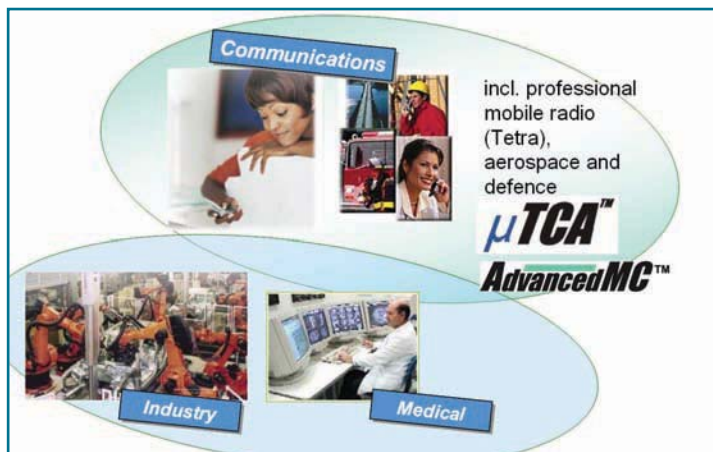 Communications
incl. professional
mobile radio
(Tetra),
aerospace and
defence
µTCA™
AdvancedMC™
Industry
Medical